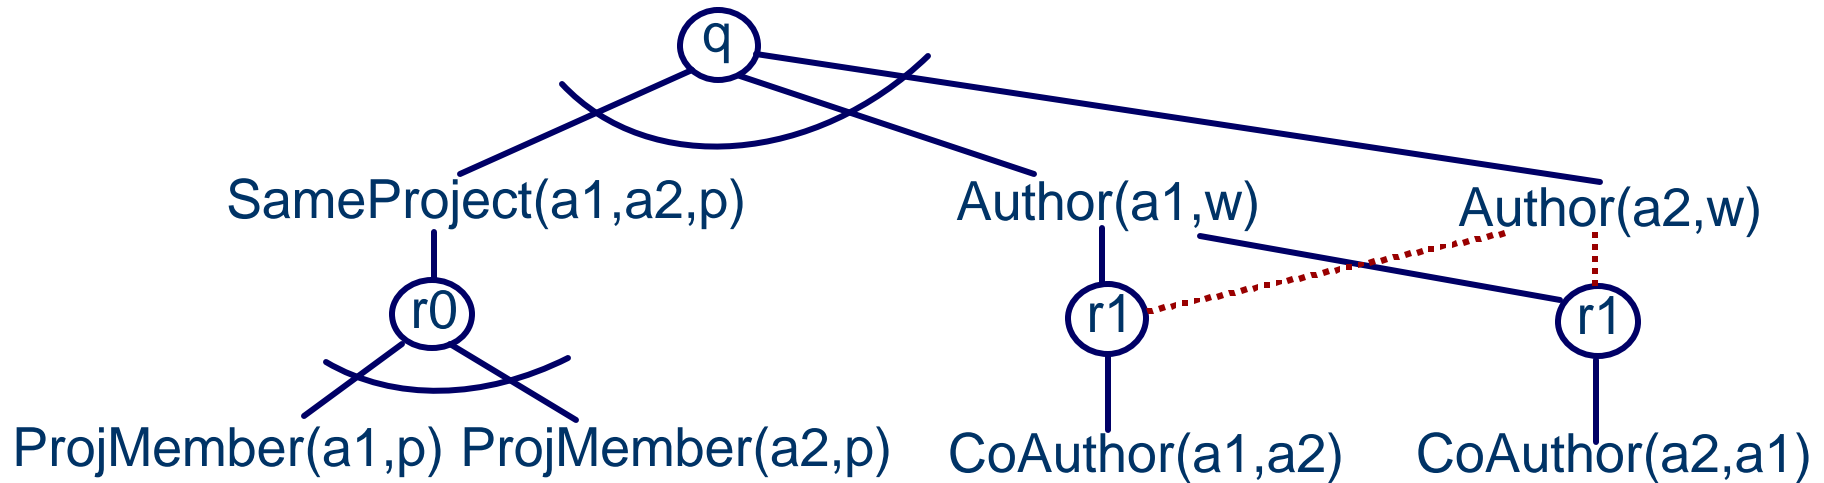 q
SameProject(a1,a2,p)
Author(a1,w)
Author(a2,w)
r0
r1
r1
ProjMember(a1,p)
ProjMember(a2,p)
CoAuthor(a1,a2)
CoAuthor(a2,a1)